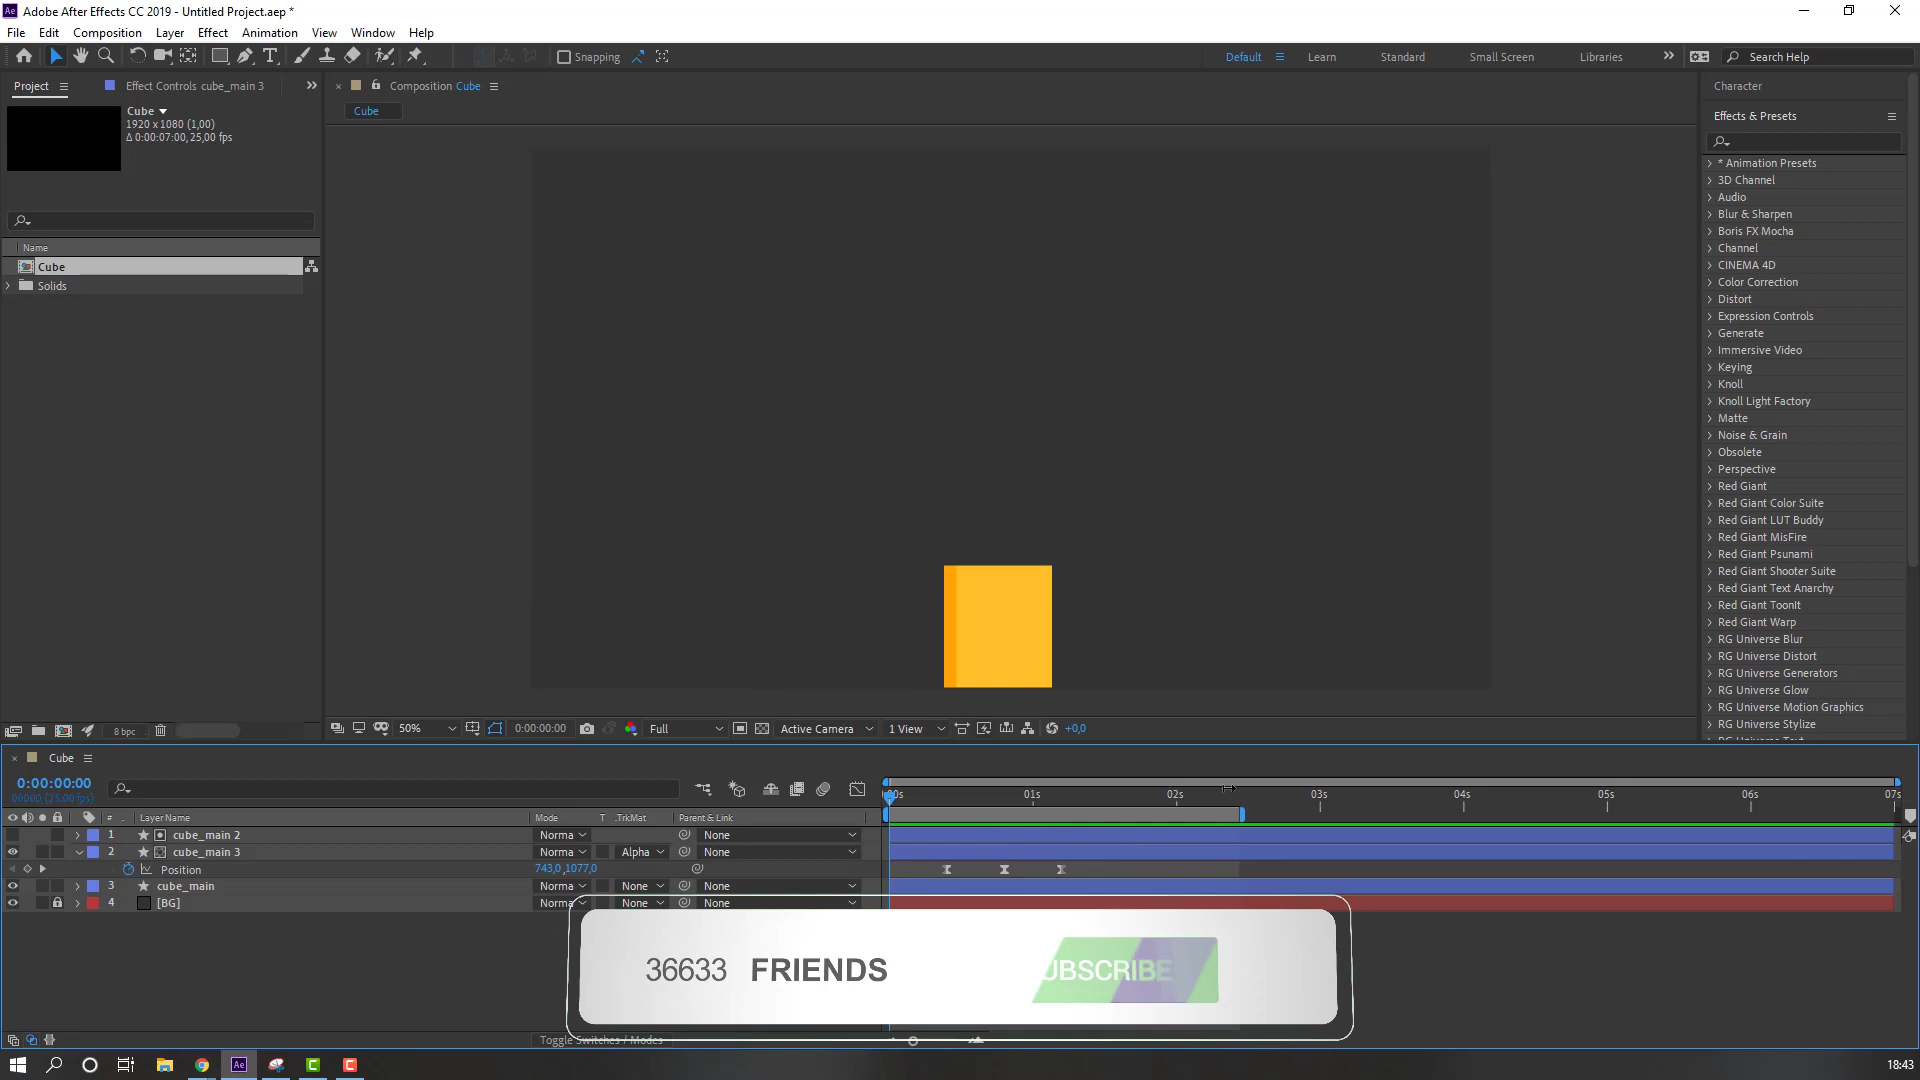 Adobe After Effects CC 2019 - Untitled Project.aep *
File Edit Composition Layer Effect Animation View Window Help
Snapping Default Learn Standard Small Screen Libraries Search Help
Project Effect Controls cube_main 3
Composition Cube
Character
Cube
1920 x 1080 (1,00)
Δ 0:00:07:00, 25,00 fps
Cube
Effects & Presets
* Animation Presets
3D Channel
Audio
Blur & Sharpen
Boris FX Mocha
Channel
CINEMA 4D
Color Correction
Distort
Expression Controls
Generate
Immersive Video
Keying
Knoll
Knoll Light Factory
Matte
Noise & Grain
Obsolete
Perspective
Red Giant
Red Giant Color Suite
Red Giant LUT Buddy
Red Giant MisFire
Red Giant Psunami
Red Giant Shooter Suite
Red Giant Text Anarchy
Red Giant ToonIt
Red Giant Warp
RG Universe Blur
RG Universe Distort
RG Universe Generators
RG Universe Glow
RG Universe Motion Graphics
RG Universe Stylize
Name
Cube
Solids
8 bpc
50% 0:00:00:00 Full Active Camera 1 View +0,0
Cube
0:00:00:00
00000 (25.00 fps)
00s 01s 02s 03s 04s 05s 06s 07s
# Layer Name Mode T .TrkMat Parent & Link
1 cube_main 2 Norma None
2 cube_main 3 Norma Alpha None
Position 743,0,1077,0
3 cube_main Norma None None
4 [BG] Norma None None
36633 FRIENDS UBSCRIBE
Toggle Switches / Modes
18:43